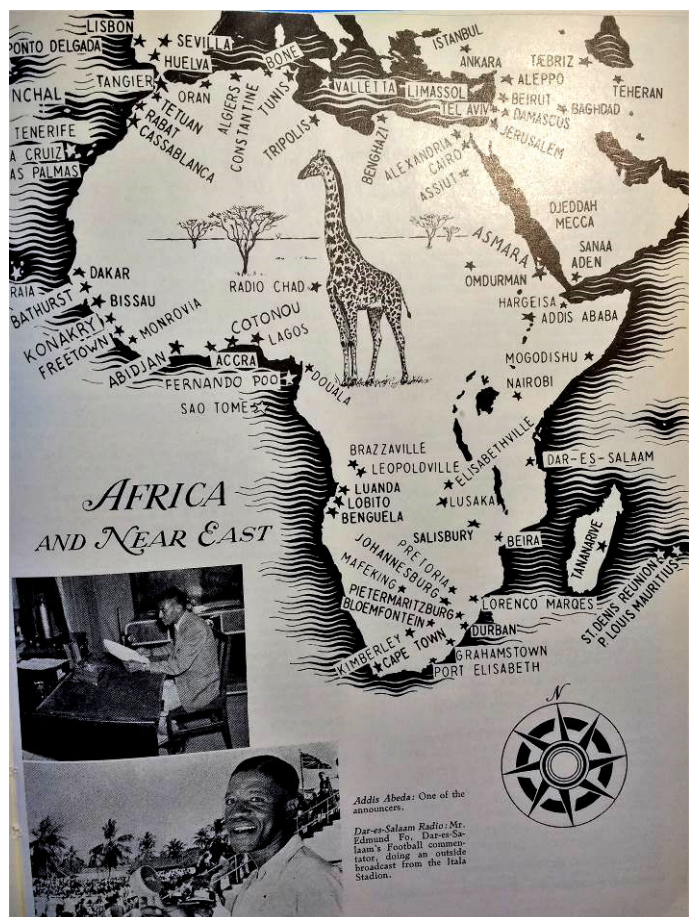 LISBON
PONTO DELGADA
SEVILLA
HUELVA
TANGIER
NCHAL
TENERIFE
A CRUIZ
AS PALMAS
TETUAN
RABAT
CASSABLANCA
ORAN
ALGIERS
CONSTANTINE
BONE
TUNIS
TRIPOLIS
VALLETTA
LIMASSOL
BENGHAZI
ISTANBUL
ANKARA
TÆBRIZ
ALEPPO
TEHERAN
BEIRUT
BAGHDAD
TEL AVIV
DAMASCUS
JERUSALEM
ALEXANDRIA
CAIRO
ASSIUT
DJEDDAH
MECCA
ASMARA
SANAA
ADEN
OMDURMAN
HARGEISA
ADDIS ABABA
RADIO CHAD
DAKAR
RAIA
BATHURST
BISSAU
KONAKRY
FREETOWN
MONROVIA
ABIDJAN
COTONOU
LAGOS
ACCRA
FERNANDO POO
DOUALA
SAO TOME
MOGODISHU
NAIROBI
BRAZZAVILLE
LEOPOLDVILLE
ELISABETHVILLE
DAR-ES-SALAAM
LUANDA
LOBITO
BENGUELA
LUSAKA
SALISBURY
BEIRA
TANANARIVE
PRETORIA
JOHANNESBURG
MAFEKING
PIETERMARITZBURG
BLOEMFONTEIN
LORENCO MARQES
ST. DENIS REUNION
P. LOUIS MAURITIUS
DURBAN
KIMBERLEY
CAPE TOWN
GRAHAMSTOWN
PORT ELISABETH
AFRICA
AND NEAR EAST
N
Addis Abeda: One of the
announcers.
Dar-es-Salaam Radio: Mr.
Edmund Fo, Dar-es-Sa-
laam's Football commen-
tator, doing an outside
broadcast from the Itala
Stadion.